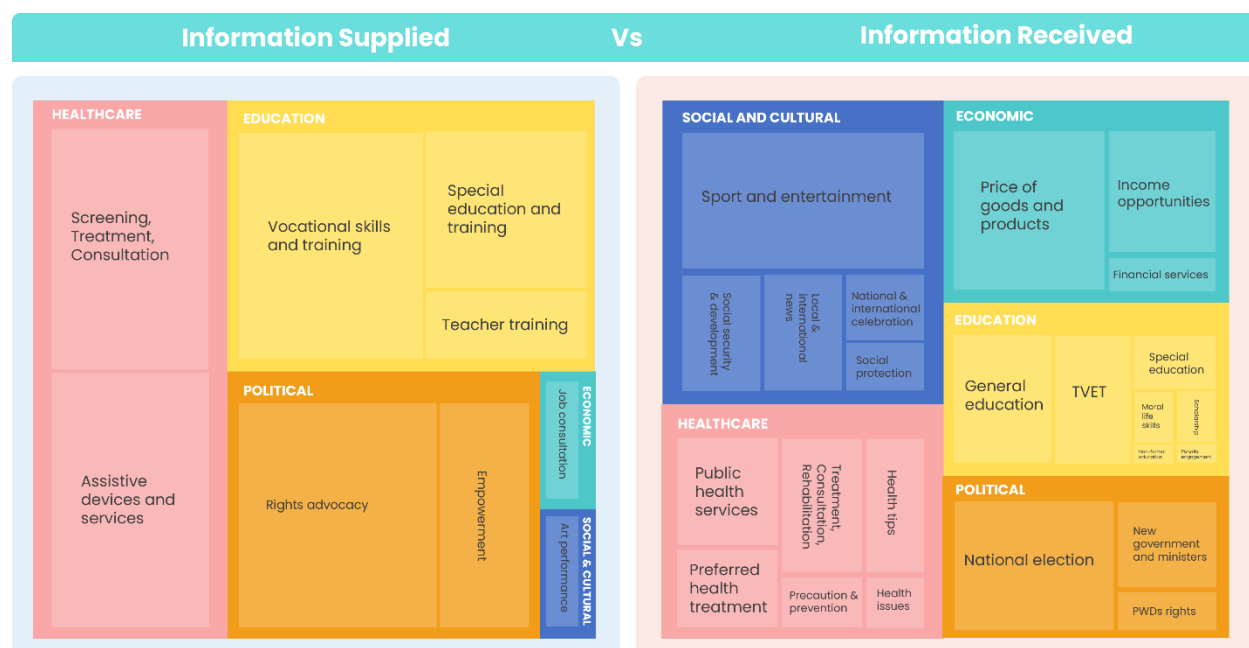 Information Supplied
Vs
Information Received
HEALTHCARE
Screening,
Treatment,
Consultation
Assistive
devices and
services
EDUCATION
Vocational skills
and training
Special
education and
training
Teacher training
POLITICAL
Rights advocacy
Empowerment
ECONOMIC
Job consultation
SOCIAL & CULTURAL
Art performance
SOCIAL AND CULTURAL
Sport and entertainment
Social security
& development
Local &
international
news
National &
international
celebration
Social
protection
HEALTHCARE
Public
health
services
Preferred
health
treatment
Treatment,
Consultation,
Rehabilitation
Precaution &
prevention
Health tips
Health
issues
ECONOMIC
Price of
goods and
products
Income
opportunities
Financial services
EDUCATION
General
education
TVET
Special
education
Moral
life
skills
Scholarship
education
engagement
POLITICAL
National election
New
government
and ministers
PWDs rights